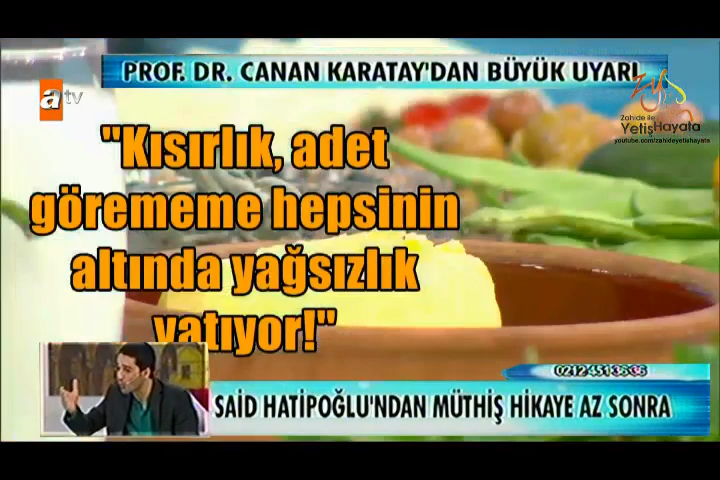 PROF. DR. CANAN KARATAY'DAN BÜYÜK UYARI
atv
Zahide ile
Yetiş Hayata
youtube.com/zahideyetishayata
"Kısırlık, adet
görememe hepsinin
altında yağsızlık
yatıyor!"
0212 451 36 36
SAİD HATİPOĞLU'NDAN MÜTHİŞ HİKAYE AZ SONRA